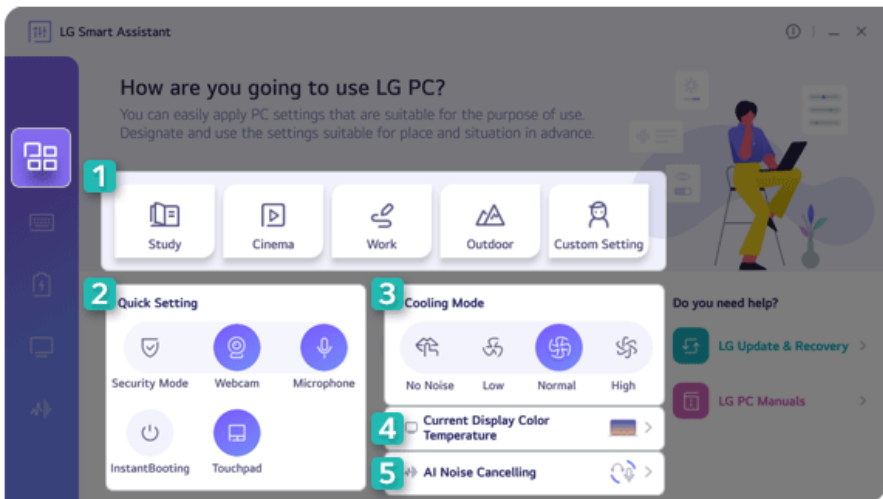 LG Smart Assistant
How are you going to use LG PC?
You can easily apply PC settings that are suitable for the purpose of use.
Designate and use the settings suitable for place and situation in advance.
1
Study
Cinema
Work
Outdoor
Custom Setting
2
Quick Setting
Security Mode
Webcam
Microphone
InstantBooting
Touchpad
3
Cooling Mode
No Noise
Low
Normal
High
4
Current Display Color
Temperature
5
AI Noise Cancelling
Do you need help?
LG Update & Recovery
LG PC Manuals